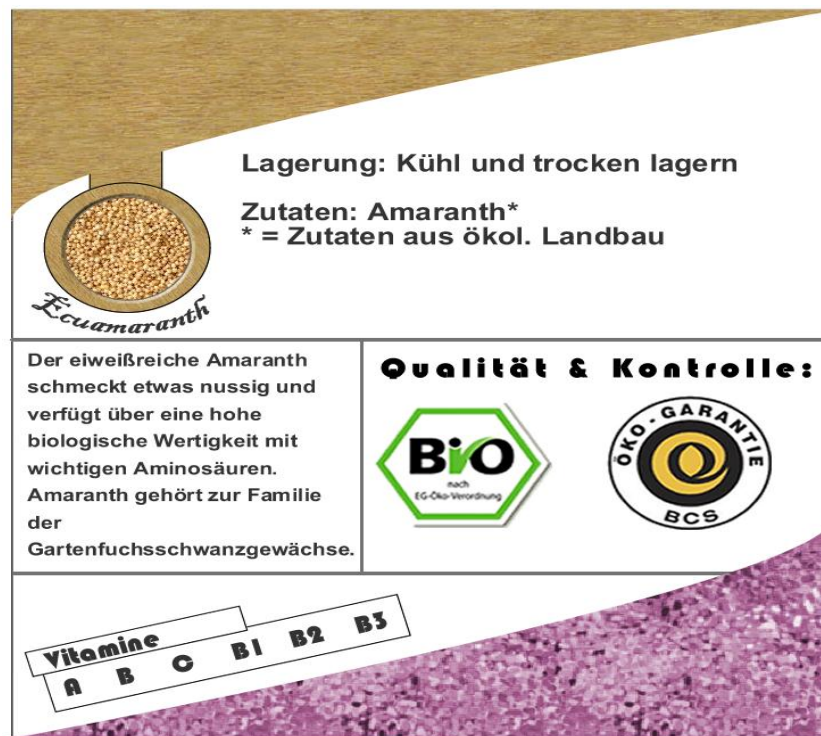 Lagerung: Kühl und trocken lagern
Zutaten: Amaranth*
* = Zutaten aus ökol. Landbau
Ecuamaranth
Der eiweißreiche Amaranth
schmeckt etwas nussig und
verfügt über eine hohe
biologische Wertigkeit mit
wichtigen Aminosäuren.
Amaranth gehört zur Familie
der
Gartenfuchsschwanzgewächse.
Qualität & Kontrolle:
BiO
nach
EG-Öko-Verordnung
ÖKO-GARANTIE
BCS
Vitamine
A B C B1 B2 B3